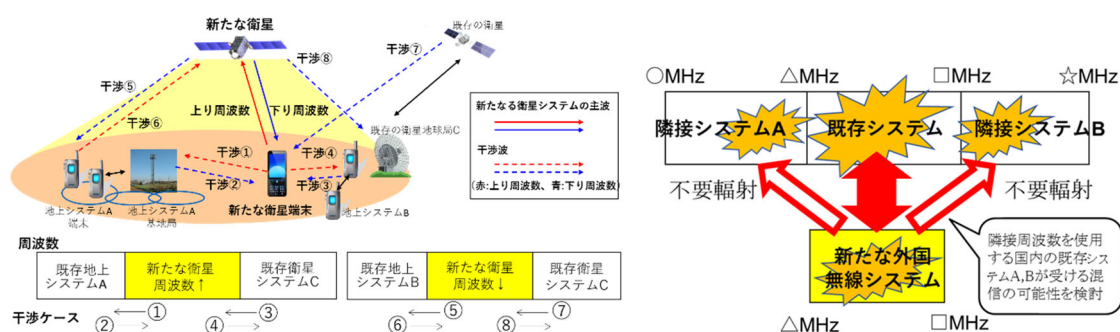 新たな衛星
既存の衛星
干渉⑦
干渉⑧
干渉⑤
干渉⑥
上り周波数
下り周波数
既存の衛星地球局C
干渉①
干渉④
干渉②
干渉③
地上システムA
端末
地上システムA
基地局
新たな衛星端末
地上システムB
新たなる衛星システムの主波
干渉波
(赤:上り周波数、青:下り周波数)
周波数
既存地上
システムA
新たな衛星
周波数↑
既存衛星
システムC
既存地上
システムB
新たな衛星
周波数↓
既存衛星
システムC
干渉ケース
① ③ ⑤ ⑦
② ④ ⑥ ⑧
○MHz △MHz □MHz ☆MHz
隣接システムA
既存システム
隣接システムB
不要輻射
不要輻射
新たな外国
無線システム
△MHz □MHz
隣接周波数を使用
する国内の既存シス
テムA,Bが受ける混
信の可能性を検討